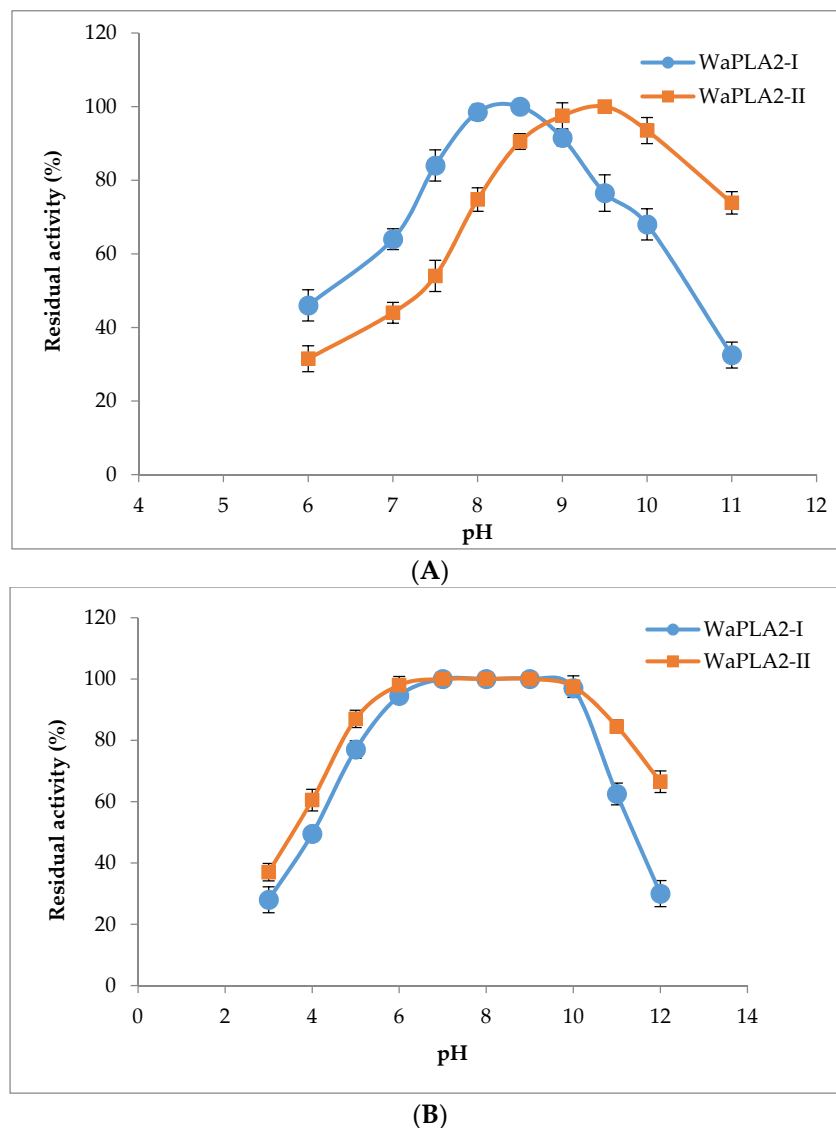 120
100
80
60
40
20
0
Residual activity (%)
WaPLA2-I
WaPLA2-II
4 5 6 7 8 9 10 11 12
pH
(A)
120
100
80
60
40
20
0
Residual activity (%)
WaPLA2-I
WaPLA2-II
0 2 4 6 8 10 12 14
pH
(B)